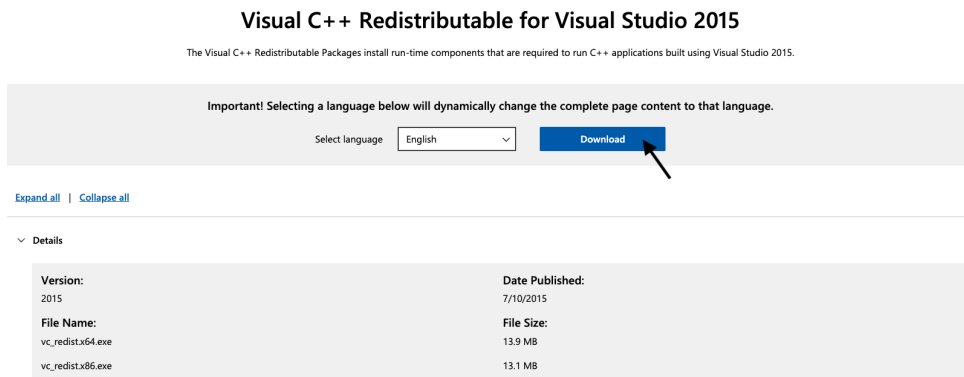 Visual C++ Redistributable for Visual Studio 2015
The Visual C++ Redistributable Packages install run-time components that are required to run C++ applications built using Visual Studio 2015.
Important! Selecting a language below will dynamically change the complete page content to that language.
Select language English Download
Expand all | Collapse all
Details
Version: Date Published:
2015 7/10/2015
File Name: File Size:
vc_redist.x64.exe 13.9 MB
vc_redist.x86.exe 13.1 MB